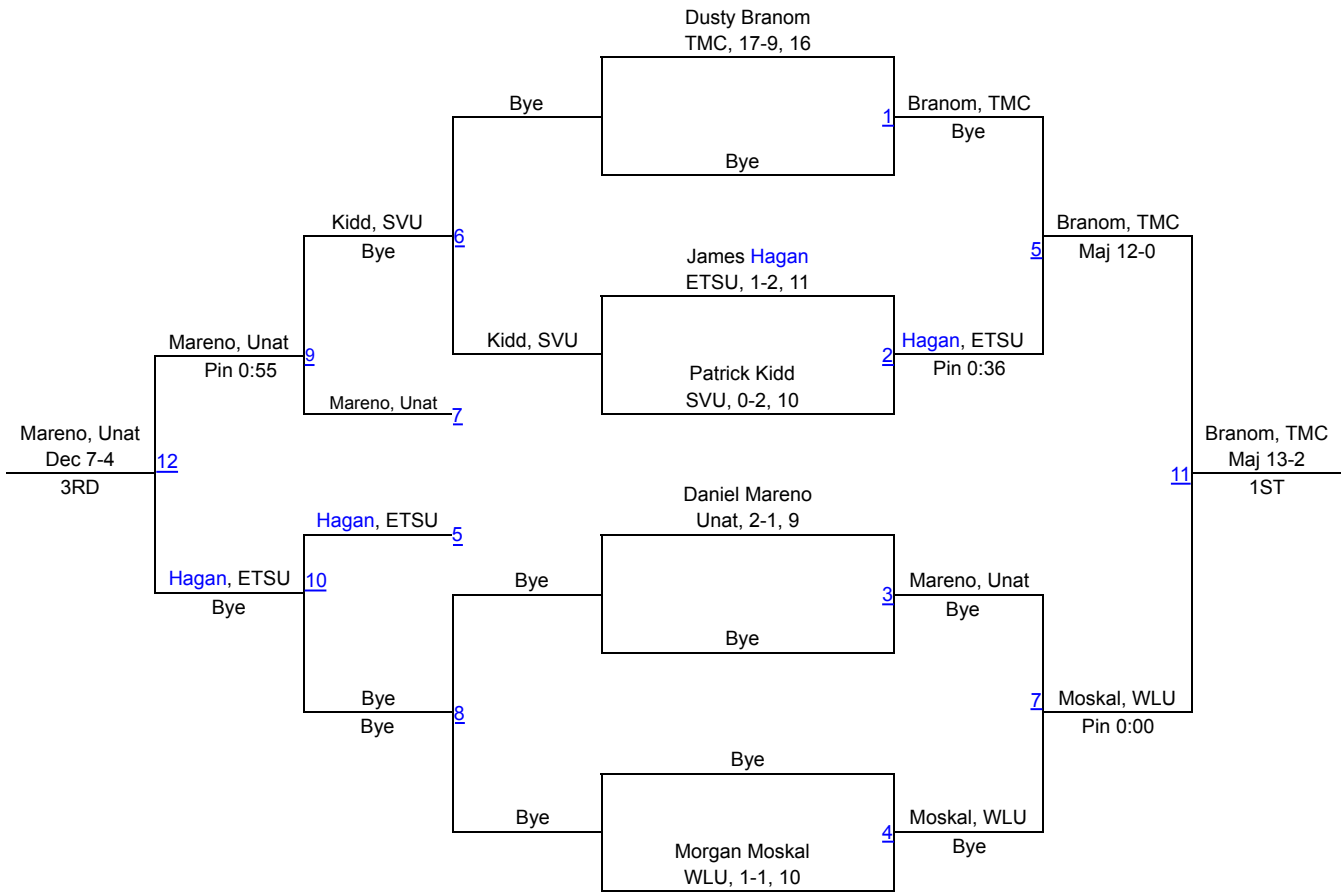 Dusty Branom
TMC, 17-9, 16
Bye
1
Branom, TMC
Bye
Bye
Kidd, SVU
Bye
6
Branom, TMC
Maj 12-0
5
James Hagan
ETSU, 1-2, 11
Kidd, SVU
2
Hagan, ETSU
Pin 0:36
Mareno, Unat
Pin 0:55
9
Patrick Kidd
SVU, 0-2, 10
Mareno, Unat
7
Mareno, Unat
Dec 7-4
3RD
12
Branom, TMC
Maj 13-2
1ST
11
Daniel Mareno
Unat, 2-1, 9
Hagan, ETSU
5
Hagan, ETSU
Bye
10
Bye
3
Mareno, Unat
Bye
Bye
Bye
Bye
8
7
Moskal, WLU
Pin 0:00
Bye
Bye
4
Moskal, WLU
Bye
Morgan Moskal
WLU, 1-1, 10